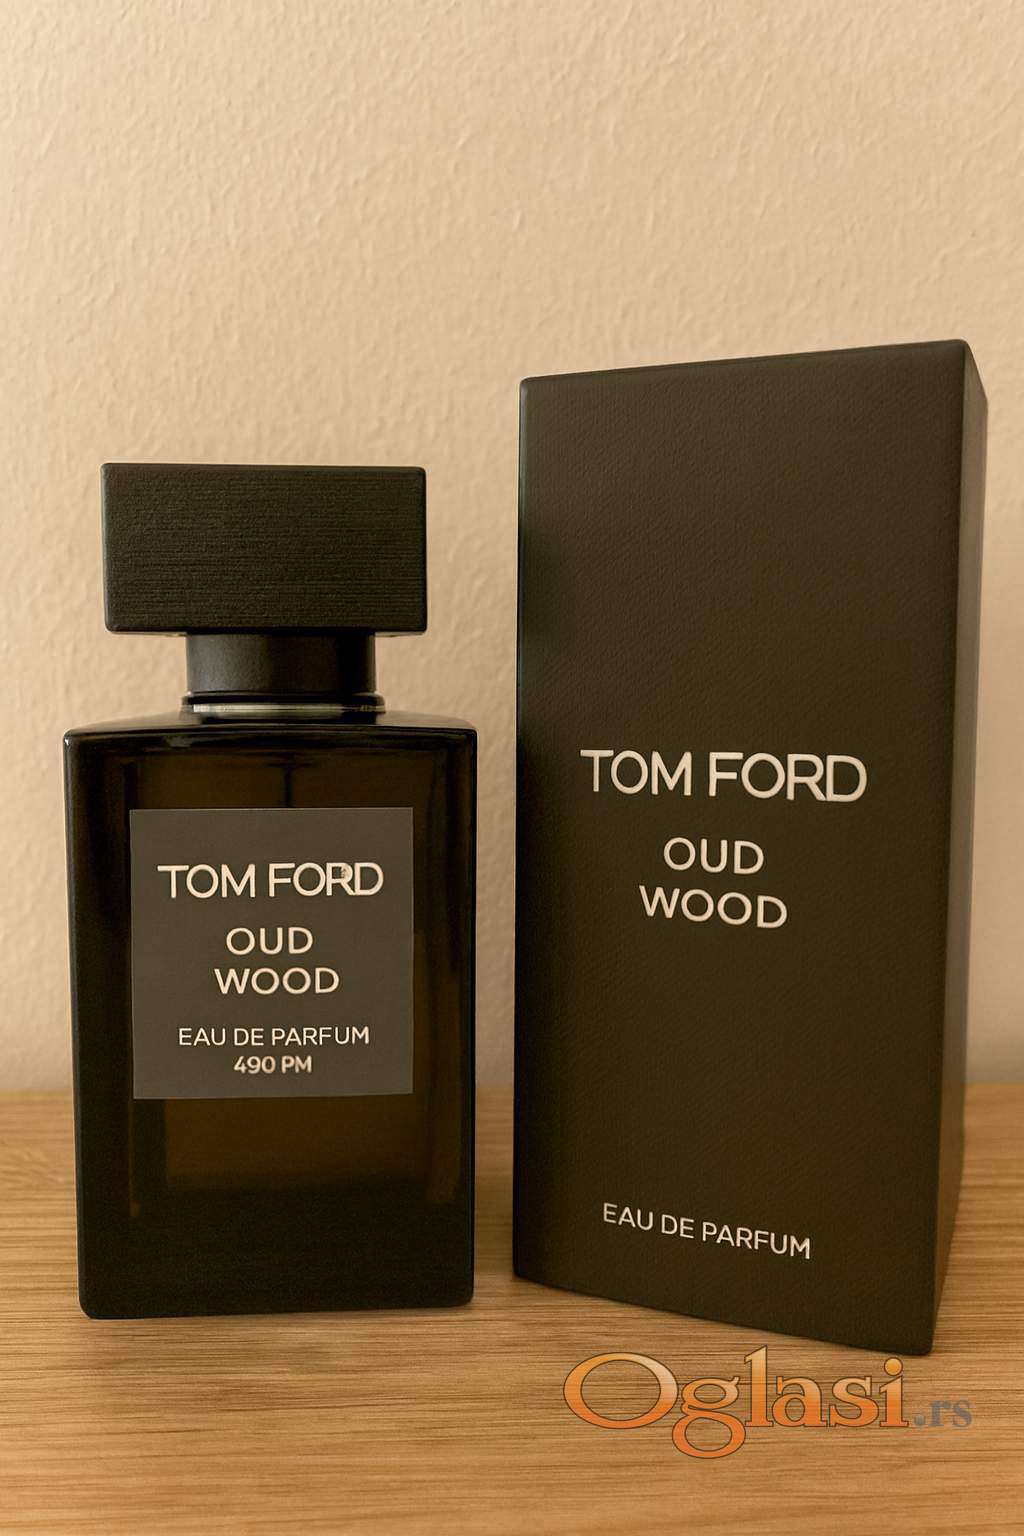 TOM FORD
OUD
WOOD
EAU DE PARFUM
490 PM
TOM FORD
OUD
WOOD
EAU DE PARFUM
Oglasi.rs